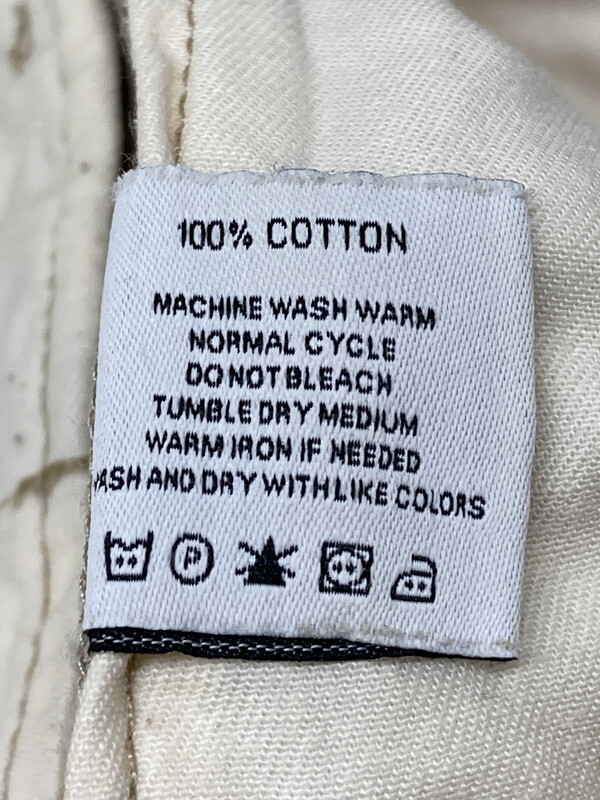 100% COTTON
MACHINE WASH WARM
NORMAL CYCLE
DO NOT BLEACH
TUMBLE DRY MEDIUM
WARM IRON IF NEEDED
WASH AND DRY WITH LIKE COLORS
P